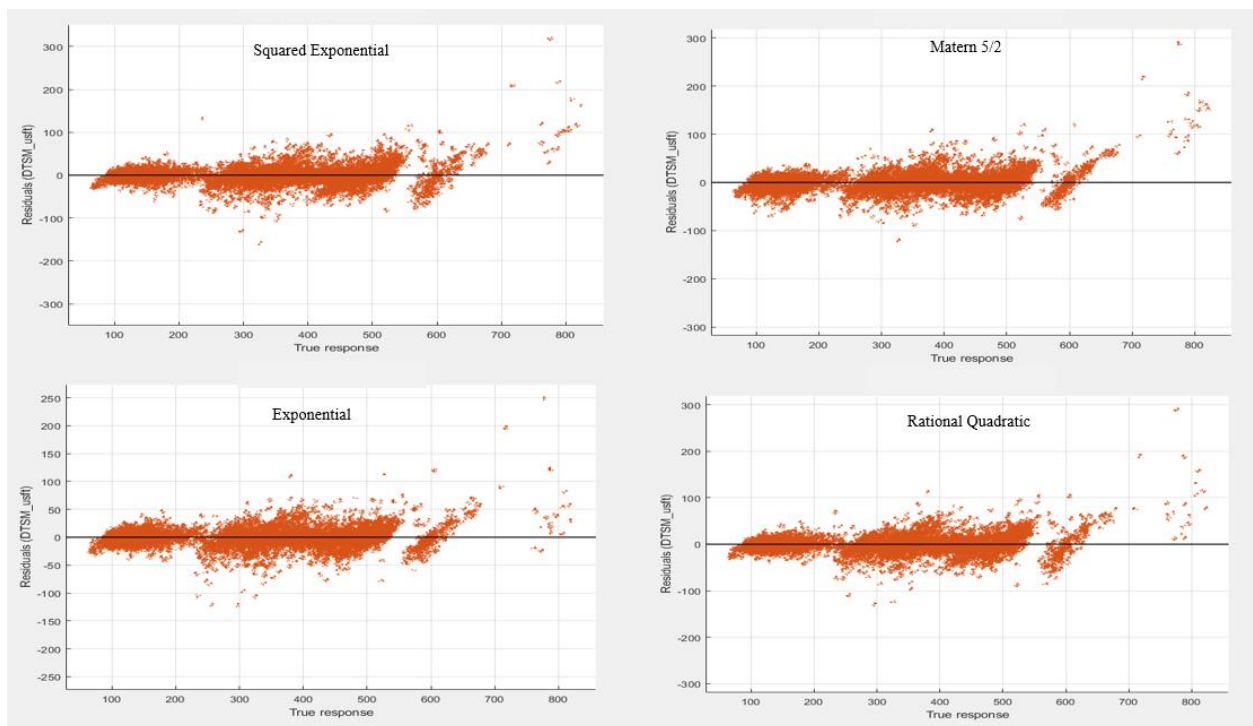 Squared Exponential
300
200
100
0
-100
-200
-300
Residuals (DTSM_usft)
100 200 300 400 500 600 700 800
True response
Matern 5/2
300
200
100
0
-100
-200
-300
Residuals (DTSM_usft)
100 200 300 400 500 600 700 800
True response
Exponential
250
200
150
100
50
0
-50
-100
-150
-200
-250
Residuals (DTSM_usft)
100 200 300 400 500 600 700 800
True response
Rational Quadratic
300
200
100
0
-100
-200
-300
Residuals (DTSM_usft)
100 200 300 400 500 600 700 800
True response